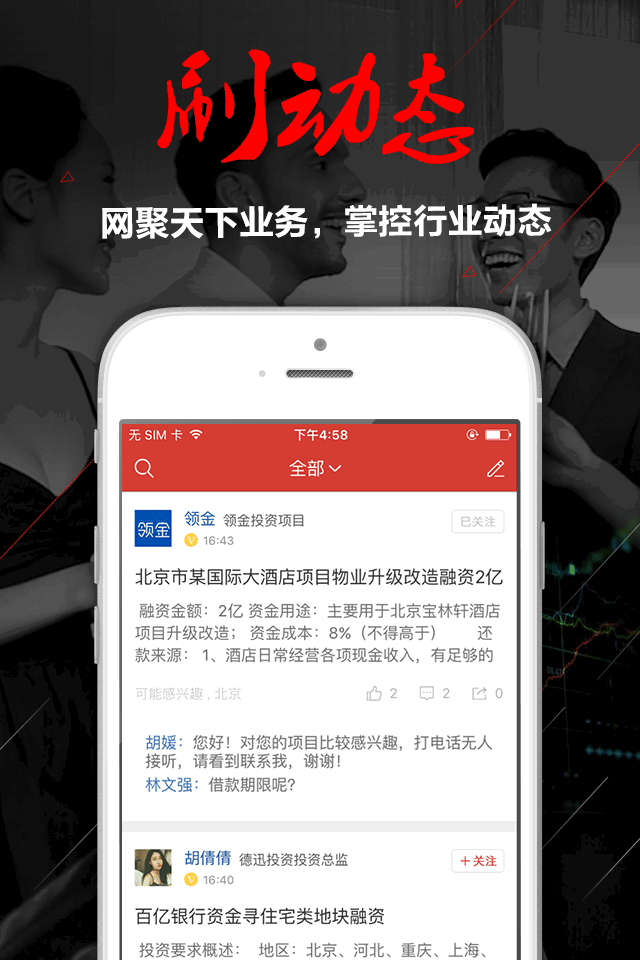 刷动态
网聚天下业务，掌控行业动态
无 SIM 卡 下午4:58
全部
领金 领金 领金投资项目 已关注
16:43
北京市某国际大酒店项目物业升级改造融资2亿
融资金额：2亿 资金用途：主要用于北京宝林轩酒店
项目升级改造； 资金成本：8%（不得高于） 还
款来源： 1、酒店日常经营各项现金收入，有足够的
可能感兴趣 , 北京 2 2 0
胡媛：您好！对您的项目比较感兴趣，打电话无人
接听，请看到联系我，谢谢！
林文强：借款期限呢?
胡倩倩 德迅投资投资总监 +关注
16:40
百亿银行资金寻住宅类地块融资
投资要求概述： 地区：北京、河北、重庆、上海、